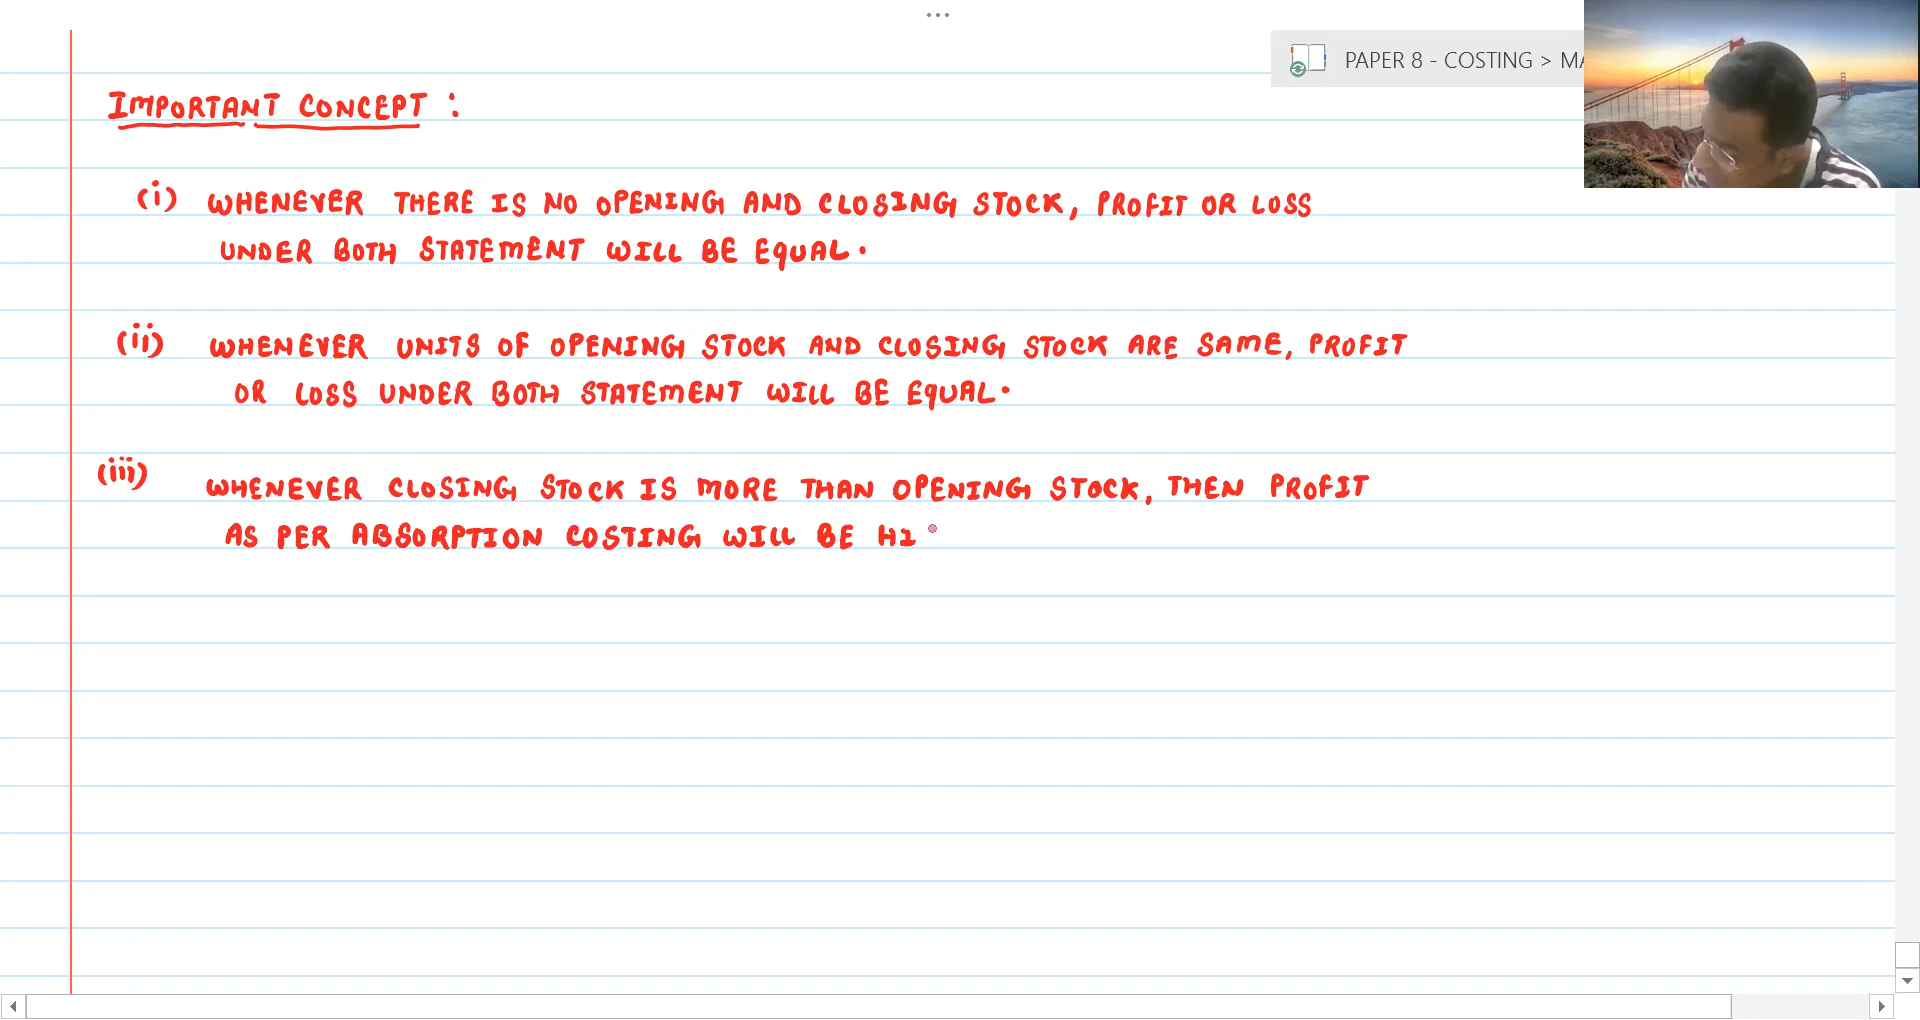 PAPER 8 - COSTING > MA
IMPORTANT CONCEPT :
(i) WHENEVER THERE IS NO OPENING AND CLOSING STOCK, PROFIT OR LOSS
UNDER BOTH STATEMENT WILL BE EQUAL.
(ii) WHENEVER UNITS OF OPENING STOCK AND CLOSING STOCK ARE SAME, PROFIT
OR LOSS UNDER BOTH STATEMENT WILL BE EQUAL.
(iii) WHENEVER CLOSING STOCK IS MORE THAN OPENING STOCK, THEN PROFIT
AS PER ABSORPTION COSTING WILL BE HI